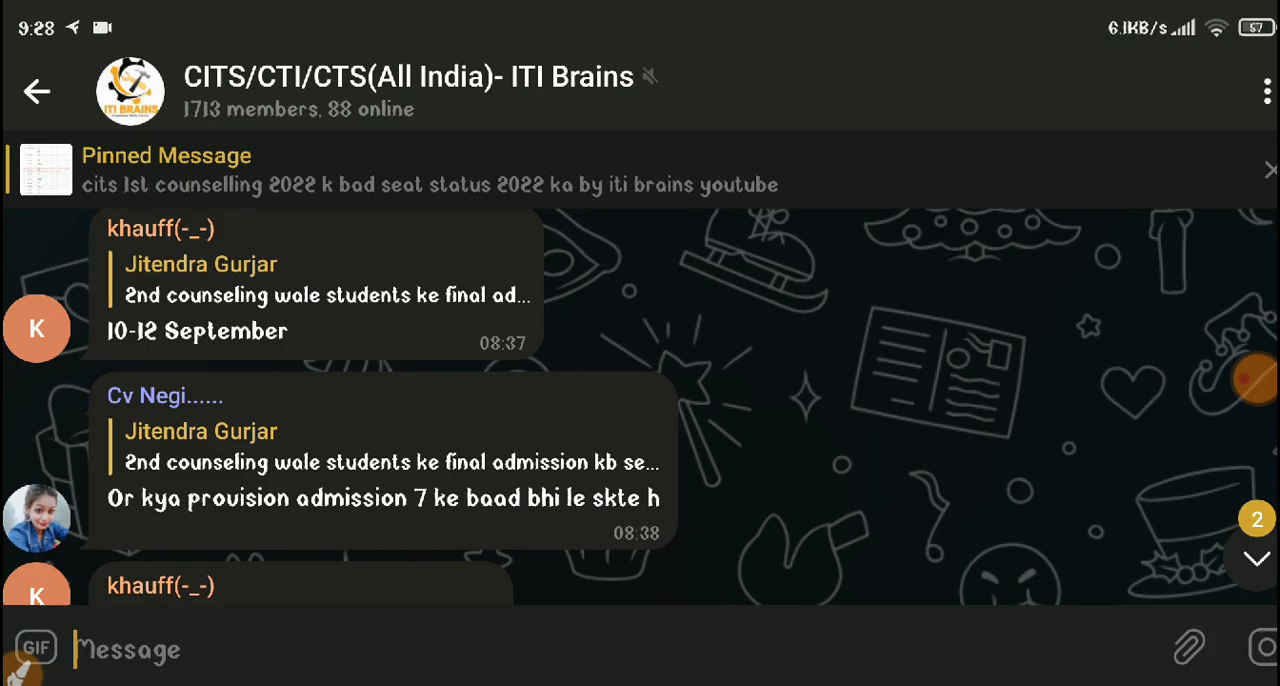 9:28
6.1KB/s
57
CITS/CTI/CTS(All India)- ITI Brains
1713 members, 88 online
ITI BRAINS
Pinned Message
cits 1st counselling 2022 k bad seat status 2022 ka by iti brains youtube
khauff(-_-)
Jitendra Gurjar
2nd counseling wale students ke final ad...
10-12 September
08:37
K
Cv Negi......
Jitendra Gurjar
2nd counseling wale students ke final admission kb se...
Or kya provision admission 7 ke baad bhi le skte h
08:38
2
khauff(-_-)
K
GIF
Message